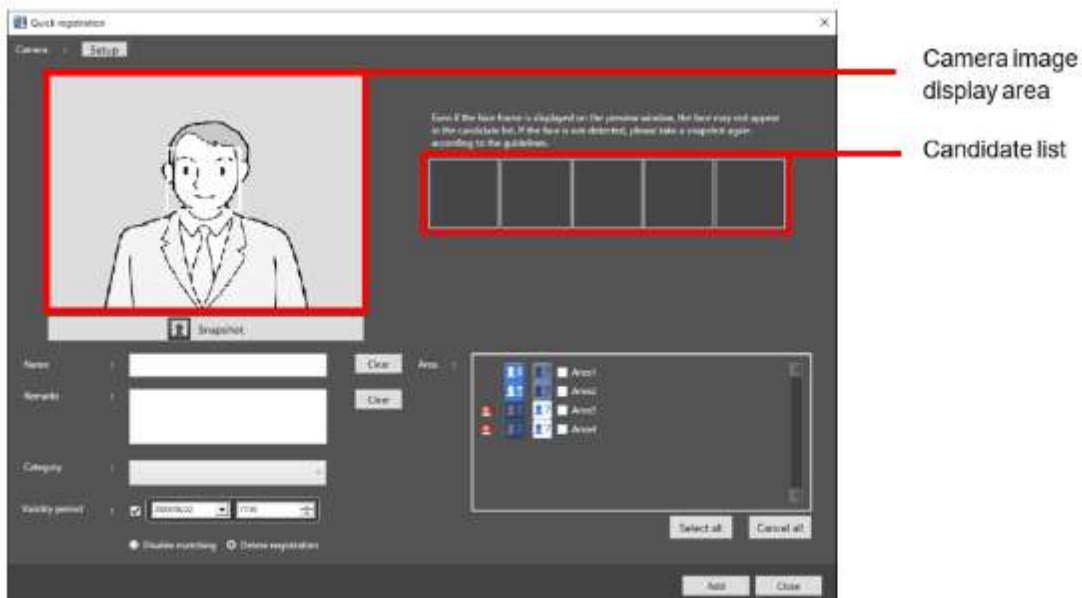 Quick registration
Camera : Setup
Camera image
display area
Even if the face frame is displayed on the preview window, the face may not appear
in the candidate list. If the face is not detected, please take a snapshot again
according to the guidelines.
Candidate list
Snapshot
Name : Clear
Remarks : Clear
Area :
Area1
Area2
Area3
Area4
Category :
Validity period :
Select all Cancel all
Disable matching Delete registration
Add Close